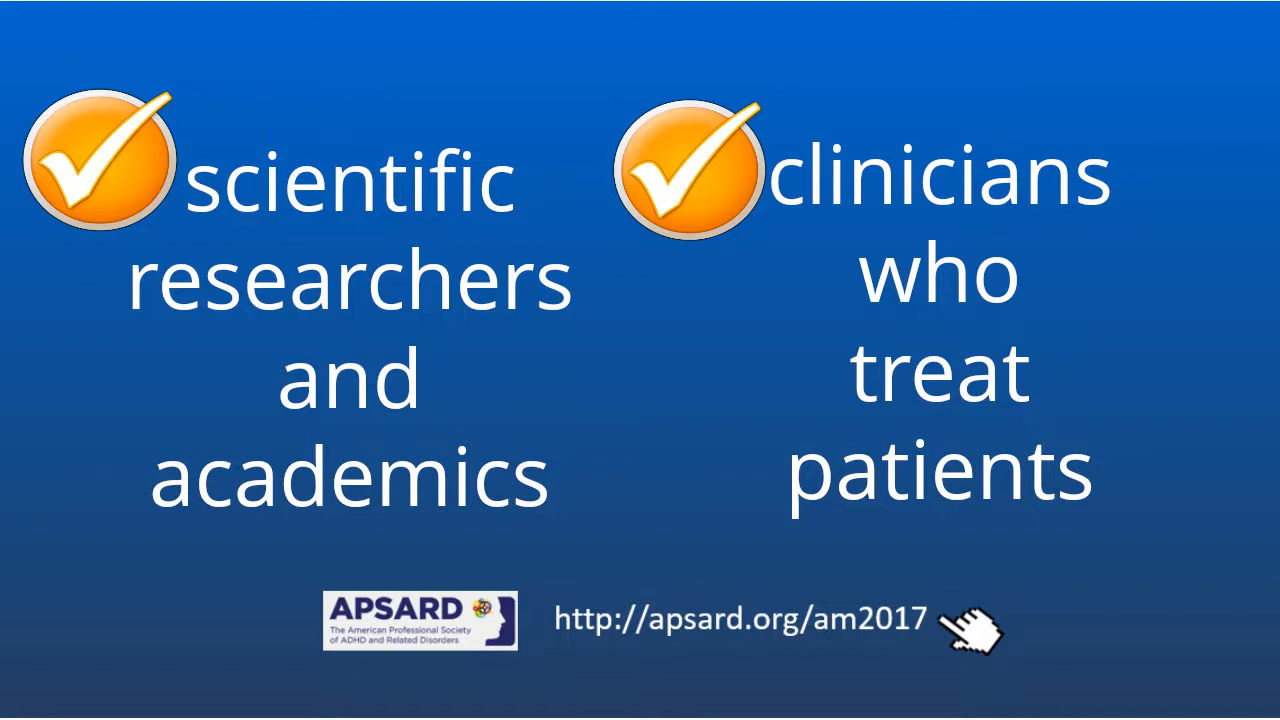 scientific
researchers
and
academics
clinicians
who
treat
patients
APSARD
The American Professional Society
of ADHD and Related Disorders
http://apsard.org/am2017